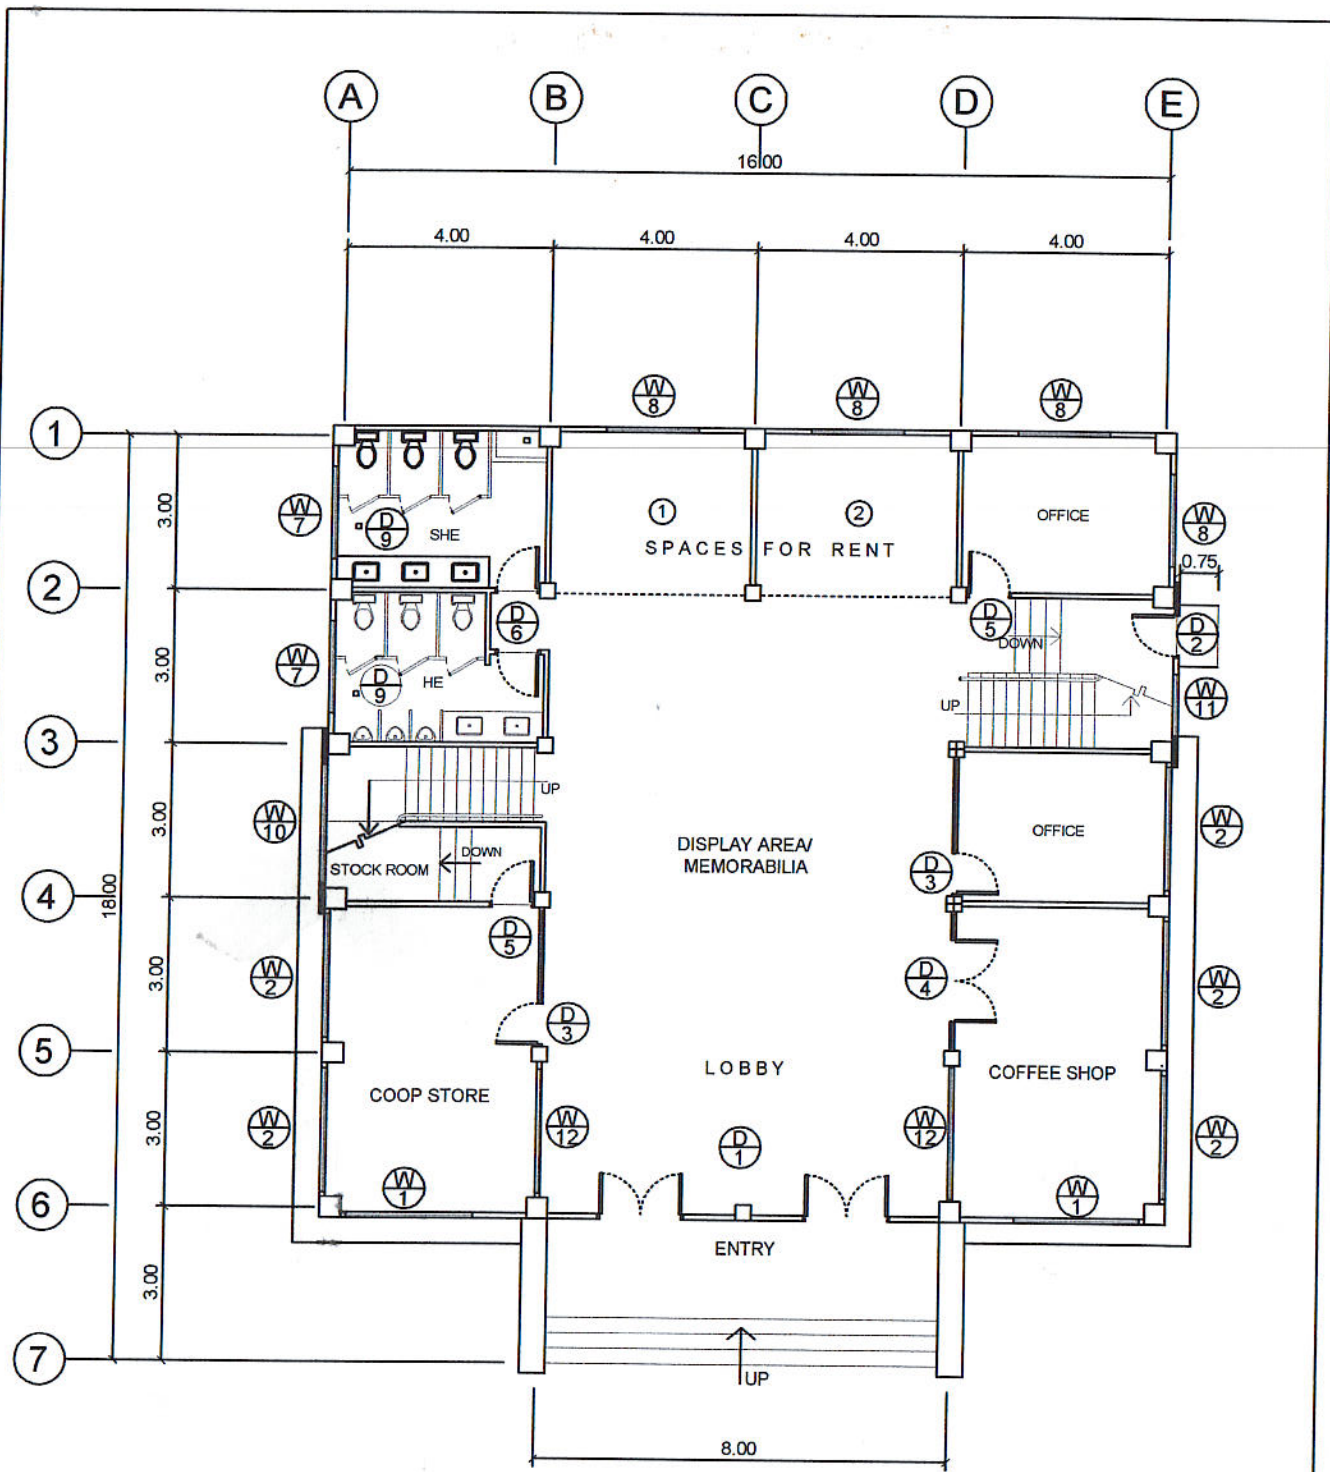 A B C D E
16.00
4.00 4.00 4.00 4.00
W
8
W
8
W
8
1
3.00
W
7
D
9
SHE
1
2
SPACES FOR RENT
OFFICE
W
8
0.75
2
D
6
D
5
DOWN
D
2
3.00
W
7
D
9
HE
UP
W
11
3
UP
W
10
3.00
STOCK ROOM
DOWN
DISPLAY AREA/
MEMORABILIA
OFFICE
W
2
D
3
4
18.00
D
5
3.00
W
2
D
4
W
2
D
3
5
LOBBY
COFFEE SHOP
COOP STORE
3.00
W
2
W
12
D
1
W
12
W
2
W
1
W
1
6
ENTRY
3.00
7
UP
8.00